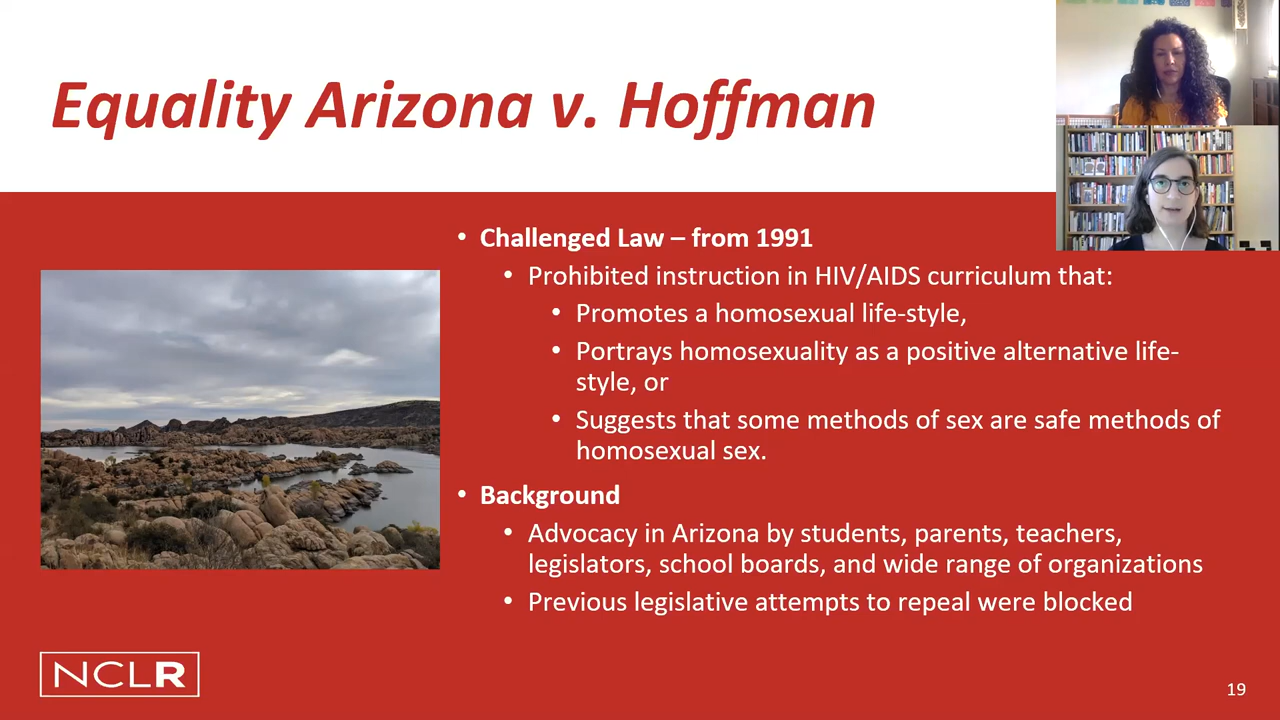 Equality Arizona v. Hoffman
• Challenged Law – from 1991
• Prohibited instruction in HIV/AIDS curriculum that:
• Promotes a homosexual life-style,
• Portrays homosexuality as a positive alternative life-
style, or
• Suggests that some methods of sex are safe methods of
homosexual sex.
• Background
• Advocacy in Arizona by students, parents, teachers,
legislators, school boards, and wide range of organizations
• Previous legislative attempts to repeal were blocked
NCLR
19